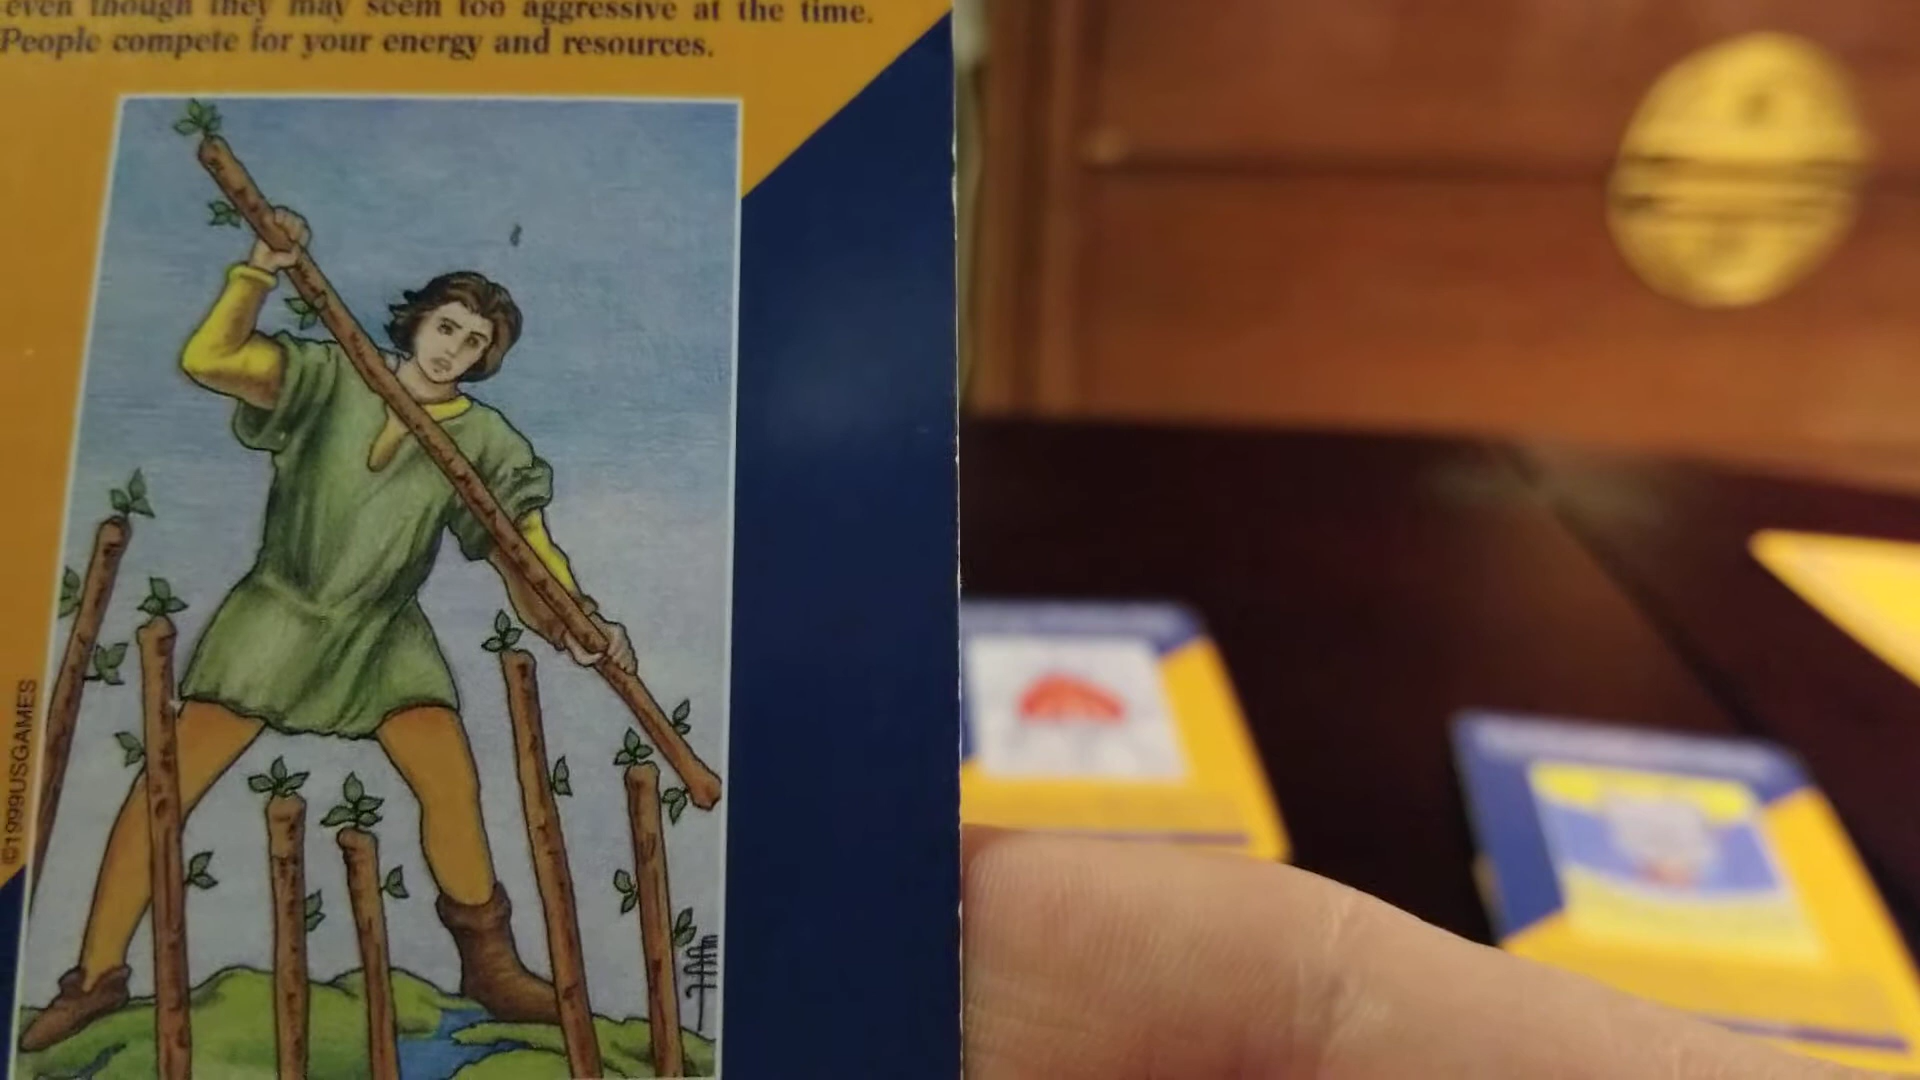 even though they may seem too aggressive at the time.
People compete for your energy and resources.
©1999USGAMES